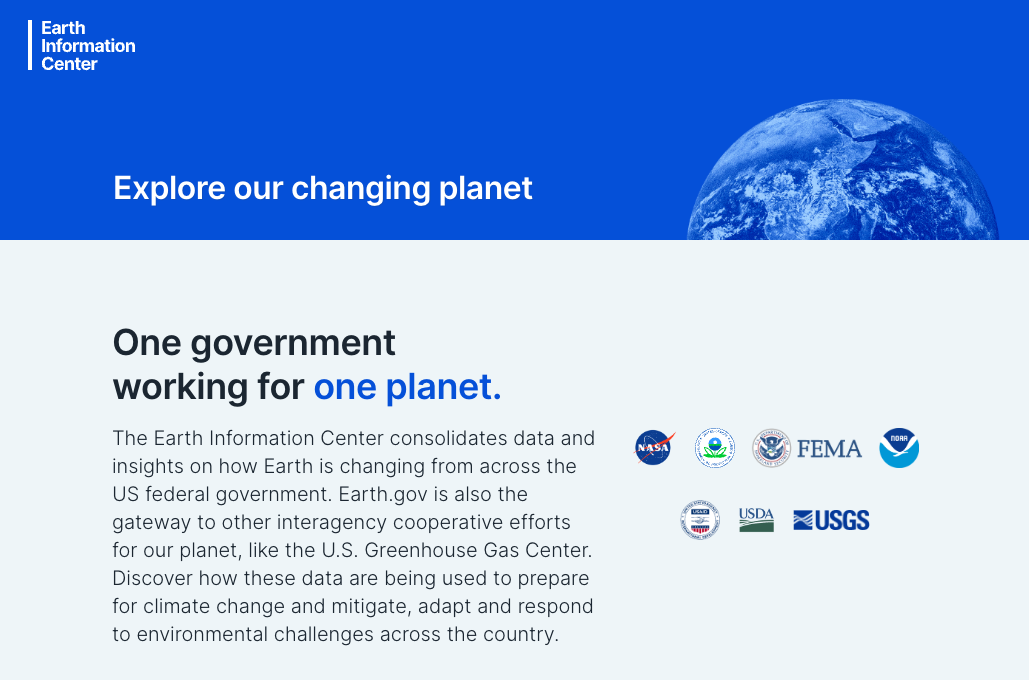 Earth
Information
Center
Explore our changing planet
One government
working for one planet.
The Earth Information Center consolidates data and
insights on how Earth is changing from across the
US federal government. Earth.gov is also the
gateway to other interagency cooperative efforts
for our planet, like the U.S. Greenhouse Gas Center.
Discover how these data are being used to prepare
for climate change and mitigate, adapt and respond
to environmental challenges across the country.
NASA
FEMA
NOAA
USAID
USDA
USGS